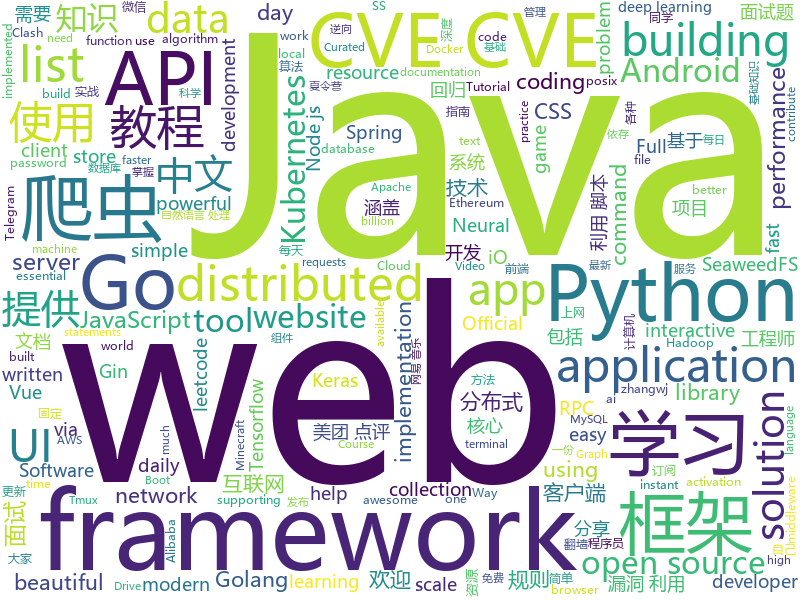 implemented
Clash
微信
需要
知识
data
day
逆向
SS
Curated
深度
管理
code
deep learning
同学
面试题
CVE CVE
function use
algorithm
work
local
Docker
基础
problem
building
list
API
build
实战
算法
科学
夏令营
resource
documentation
coding
Tutorial
posix
Android
基础知识
各种
使用
教程
development
Kubernetes
Node js
回归
指南
practice
CSS
contribute
client
store
password
数据库
faster
掌握
Spring
database
text
game
Full
基于
依存
每日
file
performance
爬虫
中文
powerful
Java
系统
Apache
better
Telegram
自然语言 处理
涵盖
Ethereum
技术
利用 脚本
项目
machine
每天
billion
Neural
开发
iO
command
fast
server
simple
essential
requests
Cloud
Video
前端
最新
服务
SeaweedFS
Go
distributed
app
Python
提供
JavaScript
tool
website
Official
包括
上网
计算机
工程师
文档
组件
statements
available
网易 音乐
implementation
interactive
Hadoop
built
world
Gin
leetcode
web
application
written
Vue
Keras
方法
zhangwj
library
Tensorflow
分布式
RPC
MySQL
ai
UI
via
固定
AWS
美团 点评
核心
一份
Graph
学习
solution
much
Course
terminal
language
Software
daily
互联网
Minecraft
using
easy
订阅
activation
更新
time
Tmux
network
help
collection
Way
客户端
instant
框架
supporting
Boot
发布
awesome
one
分享
framework
大家
Alibaba
beautiful
Drive
modern
Golang
learning
免费
欢迎
scale
规则
简单
browser
翻墙
程序员
open source
漏洞 利用
high
developer
面试
need